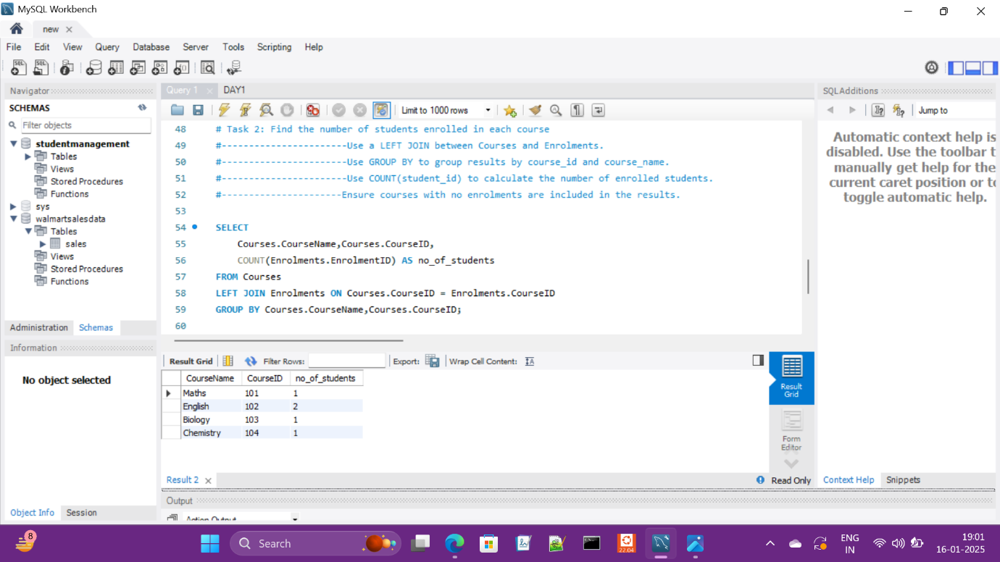 MySQL Workbench
new
File Edit View Query Database Server Tools Scripting Help
Navigator
SCHEMAS
Filter objects
studentmanagement
Tables
Views
Stored Procedures
Functions
sys
walmartsalesdata
Tables
sales
Views
Stored Procedures
Functions
Administration Schemas
Information
No object selected
Object Info Session
Query 1 DAY1
Limit to 1000 rows
48 # Task 2: Find the number of students enrolled in each course
49 #-----------------------Use a LEFT JOIN between Courses and Enrolments.
50 #-----------------------Use GROUP BY to group results by course_id and course_name.
51 #-----------------------Use COUNT(student_id) to calculate the number of enrolled students.
52 #----------------------Ensure courses with no enrolments are included in the results.
53
54 SELECT
55 Courses.CourseName,Courses.CourseID,
56 COUNT(Enrolments.EnrolmentID) AS no_of_students
57 FROM Courses
58 LEFT JOIN Enrolments ON Courses.CourseID = Enrolments.CourseID
59 GROUP BY Courses.CourseName,Courses.CourseID;
60
Result Grid Filter Rows: Export: Wrap Cell Content:
CourseName CourseID no_of_students
Maths 101 1
English 102 2
Biology 103 1
Chemistry 104 1
Result Grid
Form Editor
Result 2 Read Only
Output
Action Output
SQLAdditions
Jump to
Automatic context help is
disabled. Use the toolbar t
manually get help for the
current caret position or to
toggle automatic help.
Context Help Snippets
8
Search
22.04
ENG
IN
19:01
16-01-2025